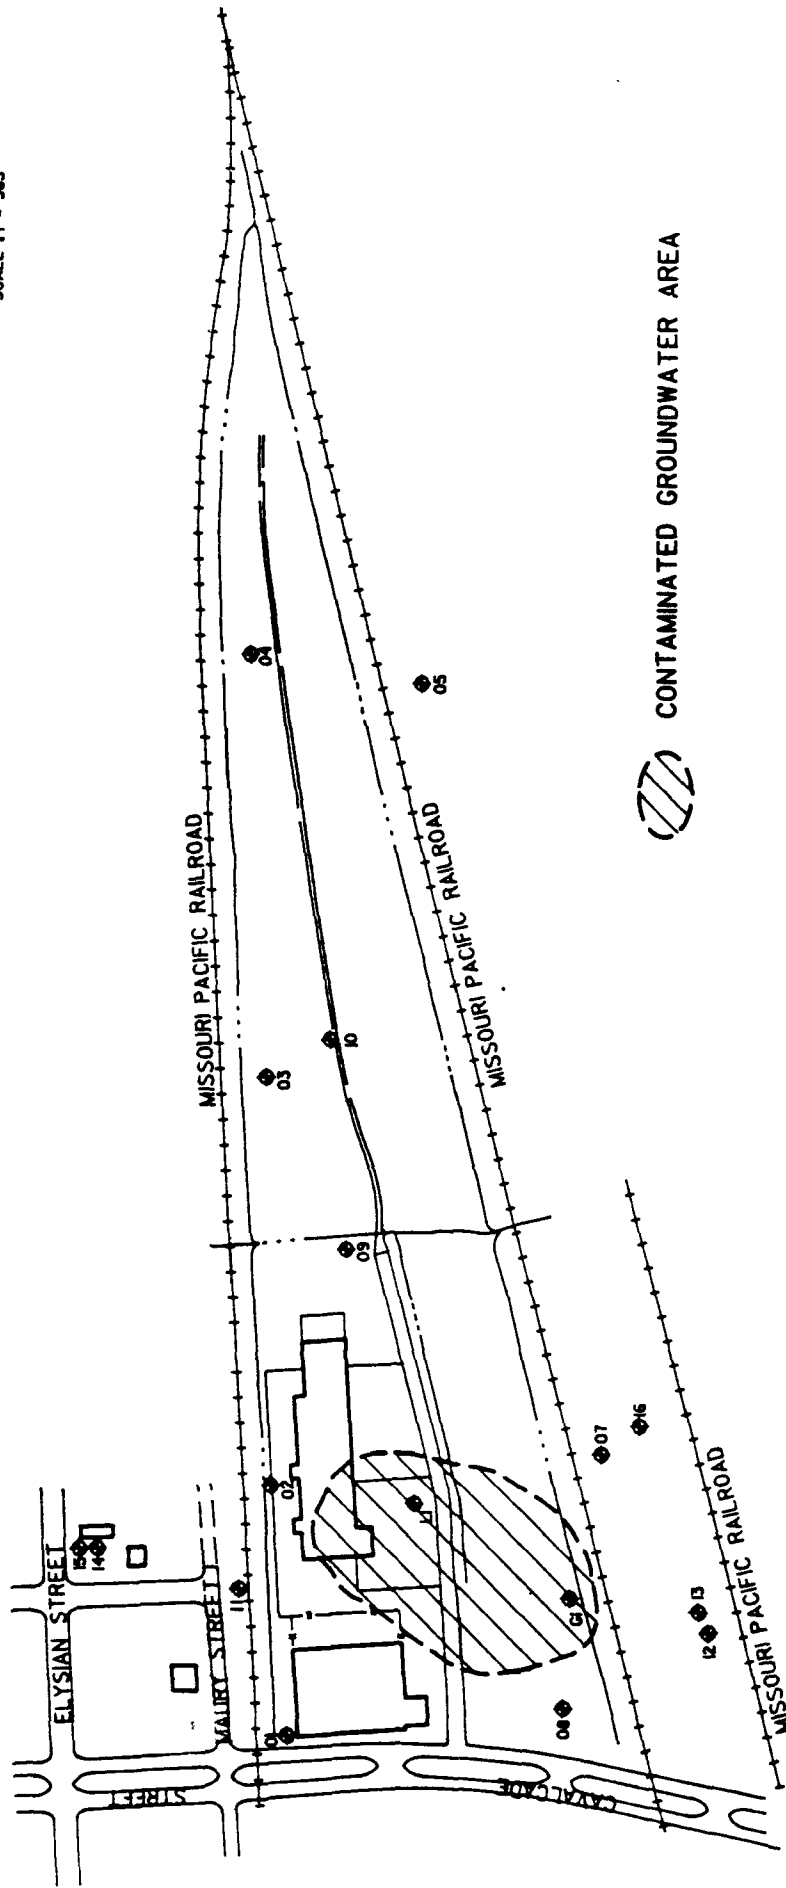 MISSOURI PACIFIC RAILROAD
MISSOURI PACIFIC RAILROAD
MISSOURI PACIFIC RAILROAD
CONTAMINATED GROUNDWATER AREA
ELYSIAN STREET
MAURY STREET
CAVALCADE
STREET
01
02
03
04
05
07
08
09
10
11
12
13
14
15
16